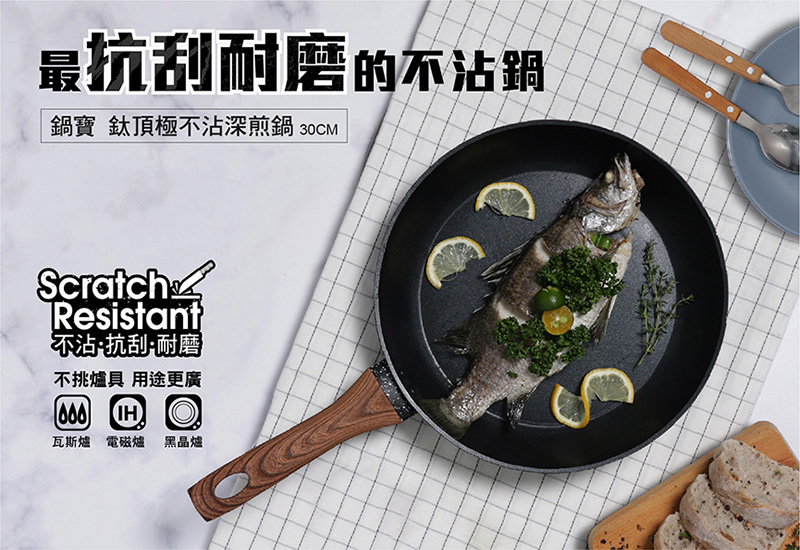 最抗刮耐磨的不沾鍋
鍋寶 鈦頂極不沾深煎鍋 30CM
Scratch
Resistant
不沾·抗刮·耐磨
不挑爐具 用途更廣
IH
瓦斯爐 電磁爐 黑晶爐